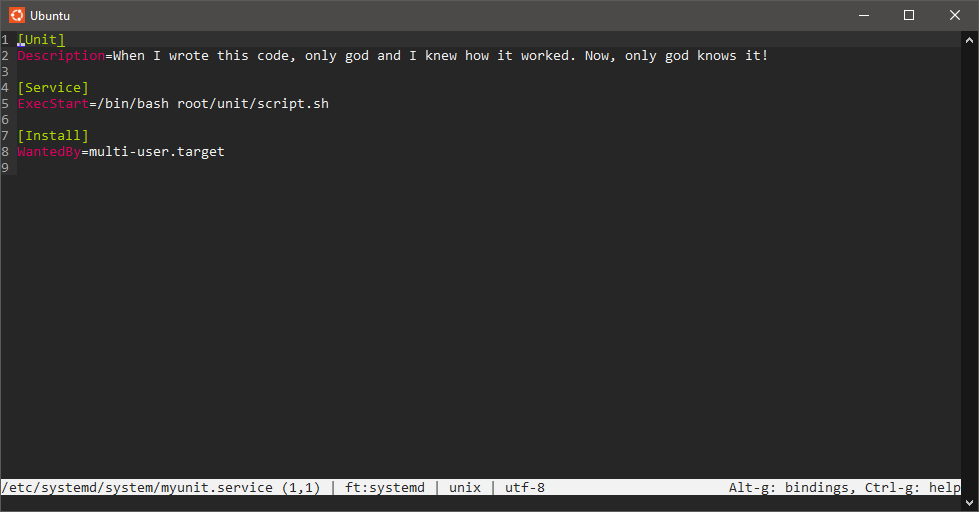 Ubuntu
1 [Unit]
2 Description=When I wrote this code, only god and I knew how it worked. Now, only god knows it!
3
4 [Service]
5 ExecStart=/bin/bash root/unit/script.sh
6
7 [Install]
8 WantedBy=multi-user.target
9
/etc/systemd/system/myunit.service (1,1) | ft:systemd | unix | utf-8 Alt-g: bindings, Ctrl-g: help